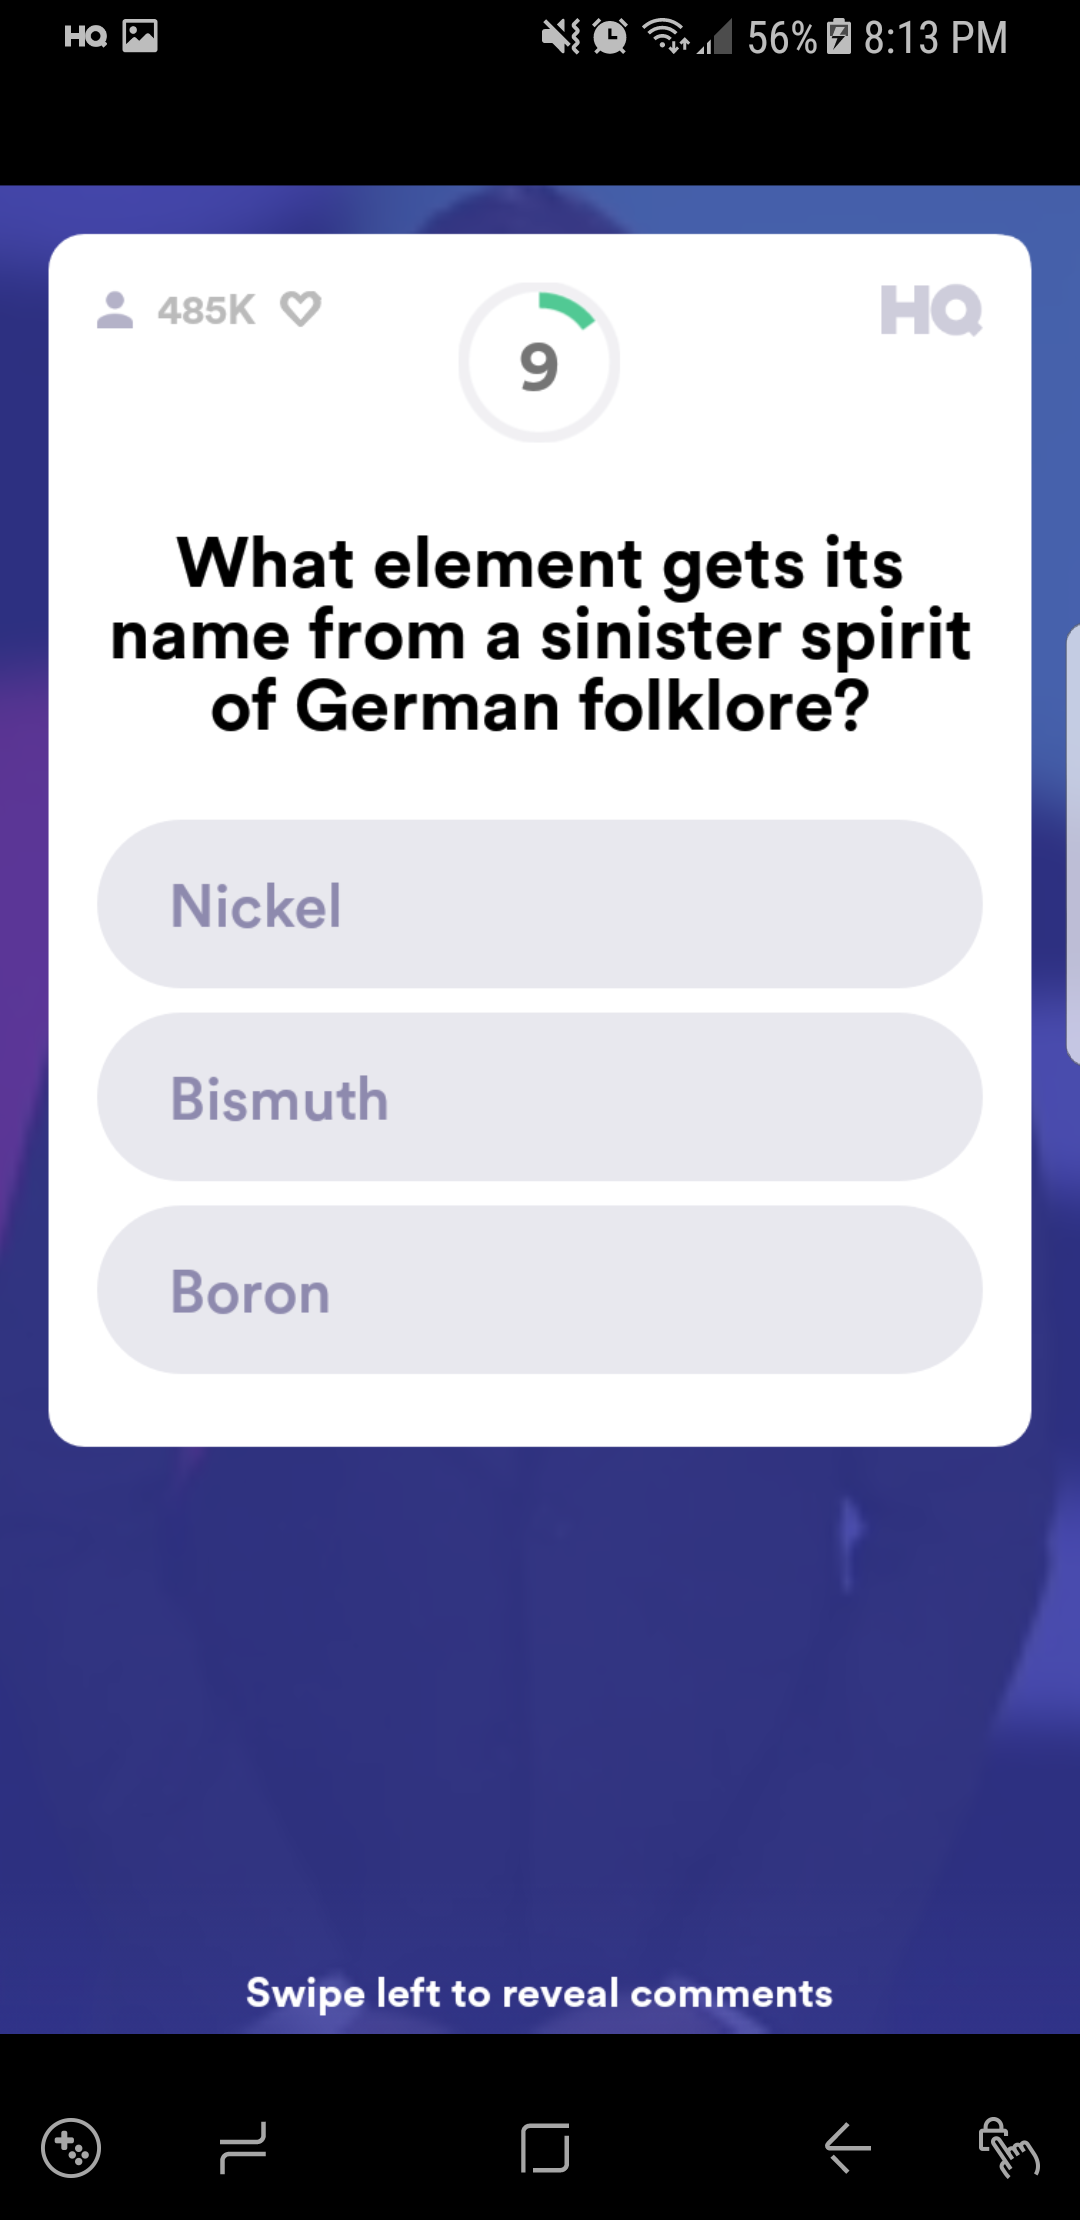 HQ 56% 8:13 PM
485K 9 HQ
What element gets its
name from a sinister spirit
of German folklore?
Nickel
Bismuth
Boron
Swipe left to reveal comments